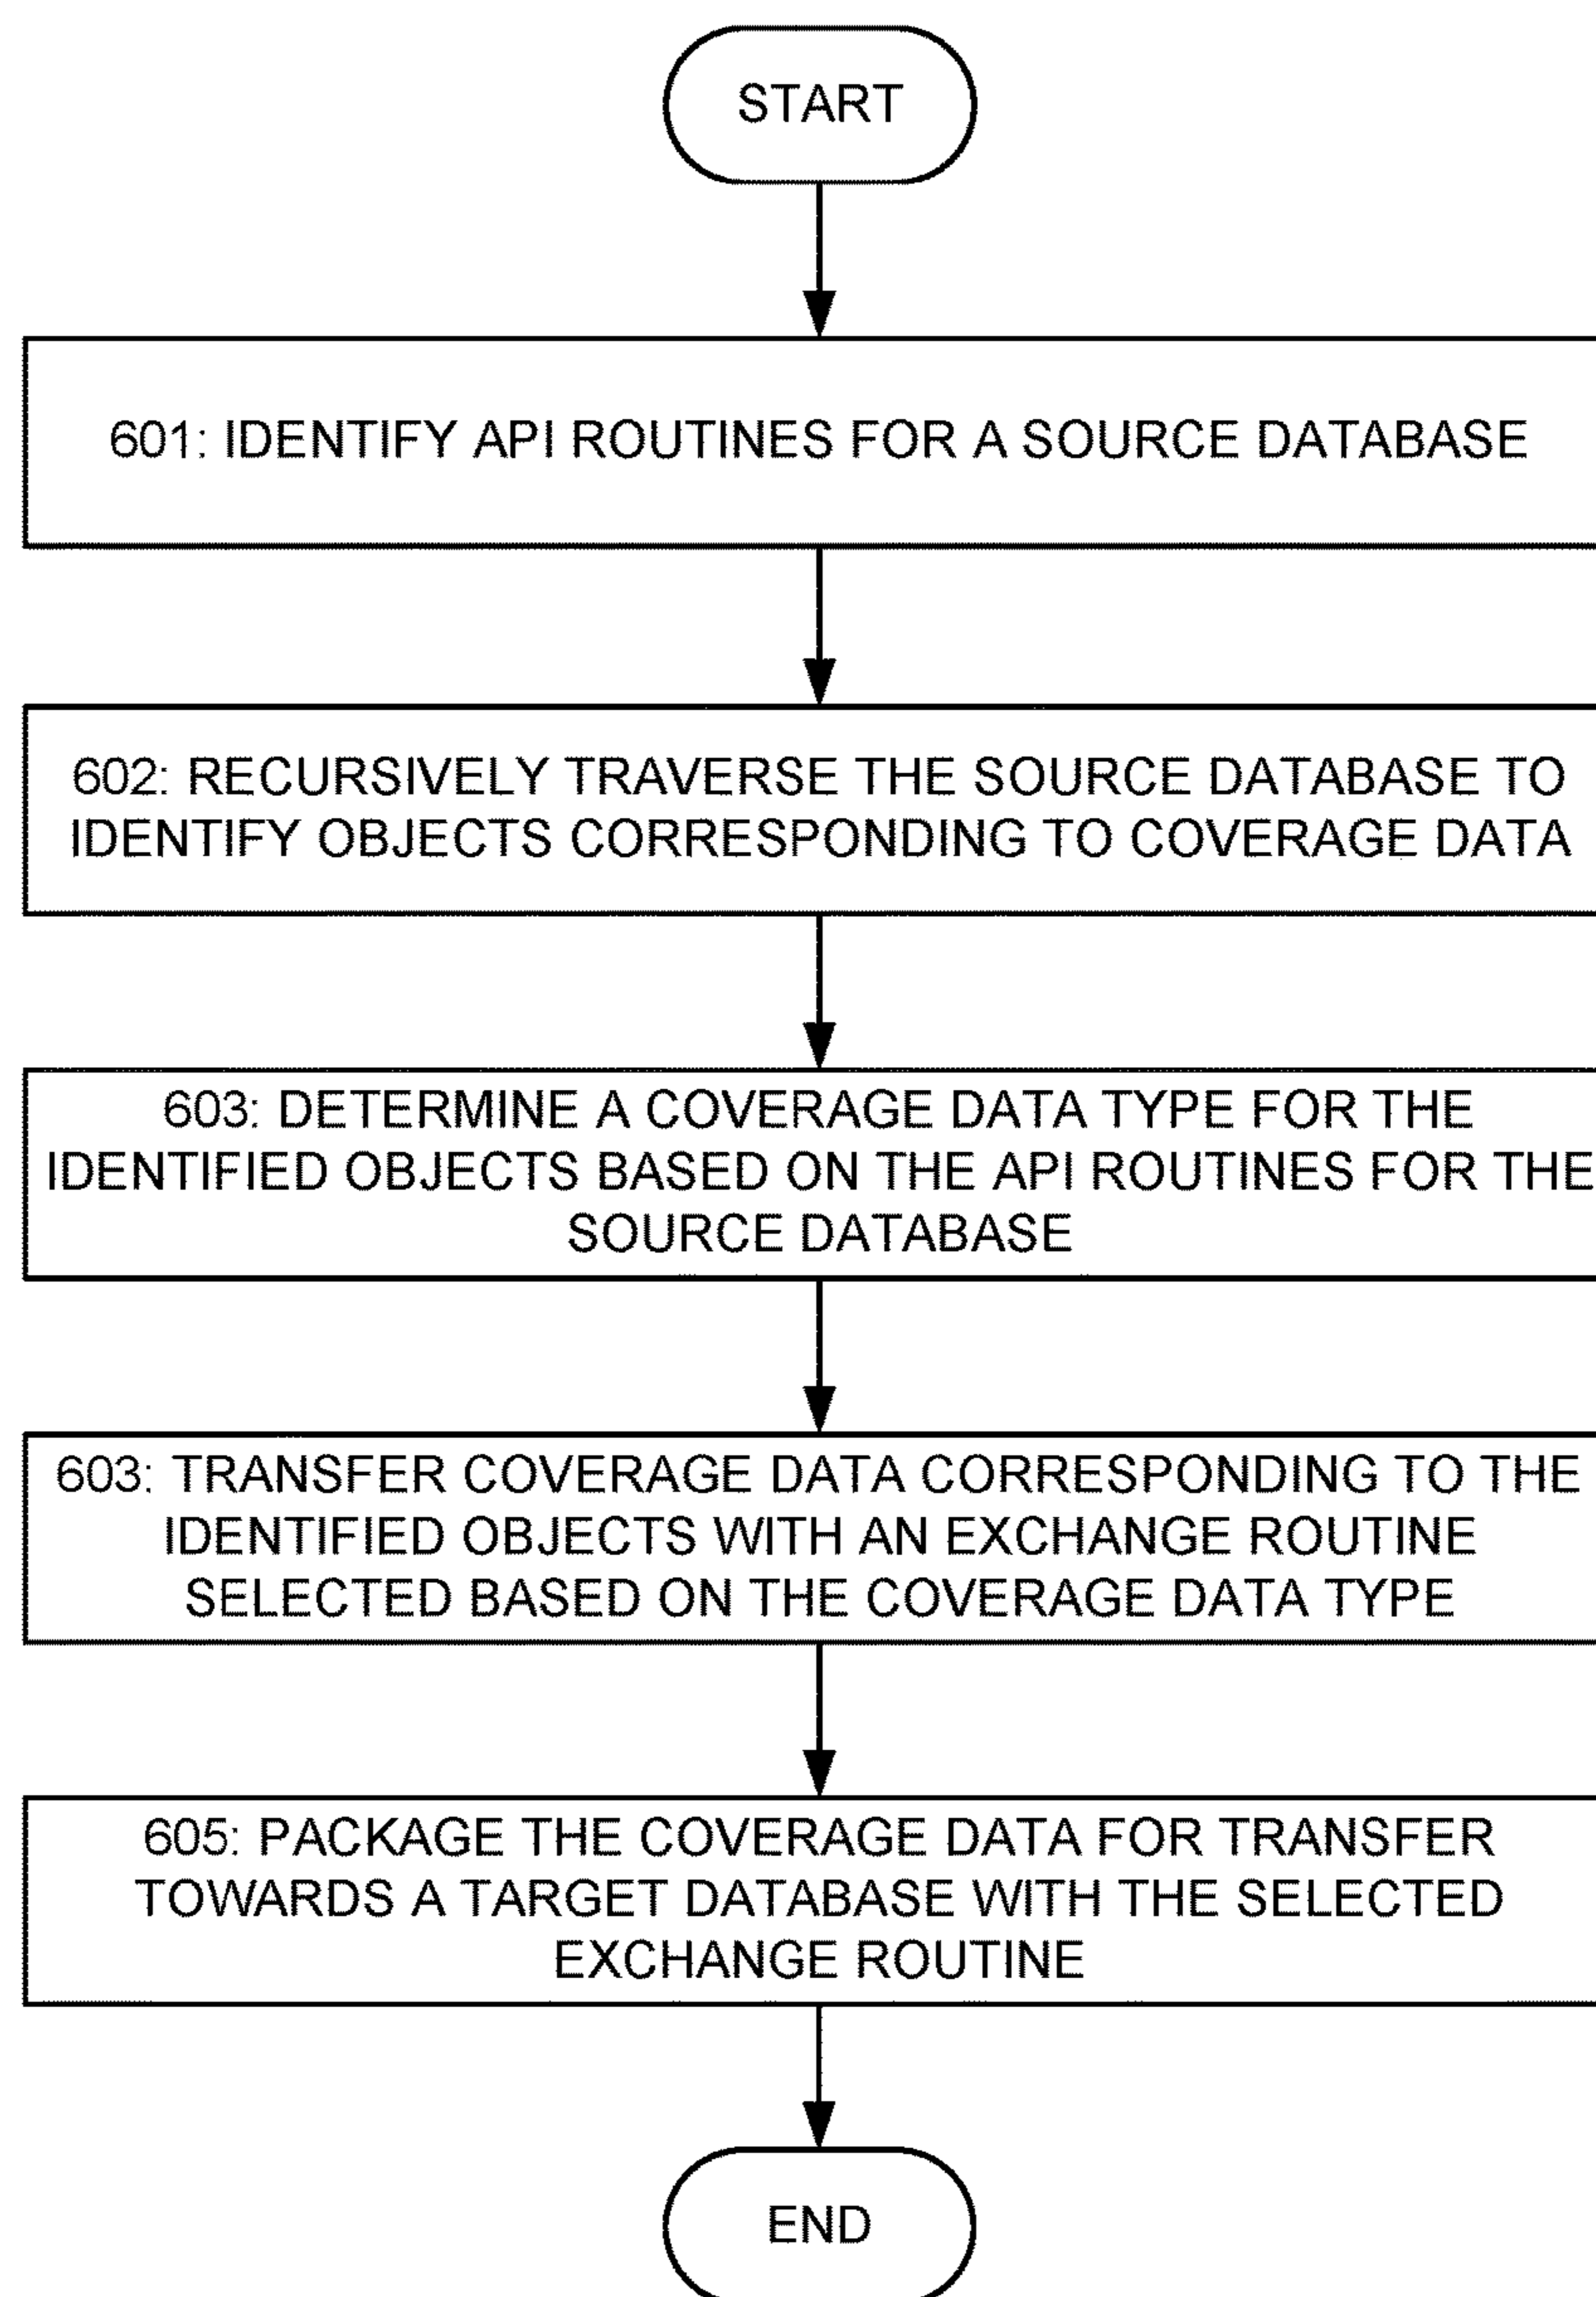 START
601: IDENTIFY API ROUTINES FOR A SOURCE DATABASE
602: RECURSIVELY TRAVERSE THE SOURCE DATABASE TO
IDENTIFY OBJECTS CORRESPONDING TO COVERAGE DATA
603: DETERMINE A COVERAGE DATA TYPE FOR THE
IDENTIFIED OBJECTS BASED ON THE API ROUTINES FOR THE
SOURCE DATABASE
603: TRANSFER COVERAGE DATA CORRESPONDING TO THE
IDENTIFIED OBJECTS WITH AN EXCHANGE ROUTINE
SELECTED BASED ON THE COVERAGE DATA TYPE
605: PACKAGE THE COVERAGE DATA FOR TRANSFER
TOWARDS A TARGET DATABASE WITH THE SELECTED
EXCHANGE ROUTINE
END